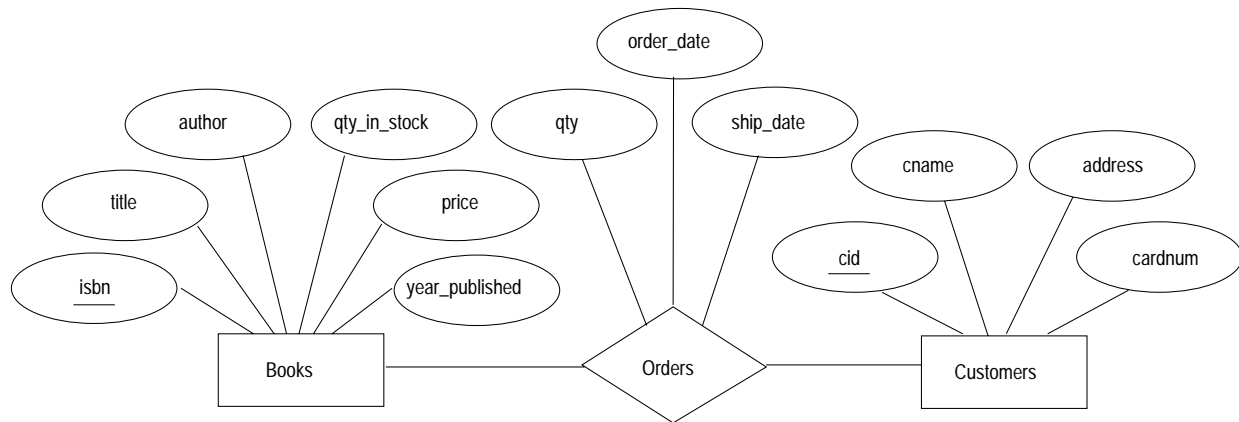 order_date
author
qty_in_stock
qty
ship_date
cname
address
title
price
cid
cardnum
isbn
year_published
Books
Orders
Customers